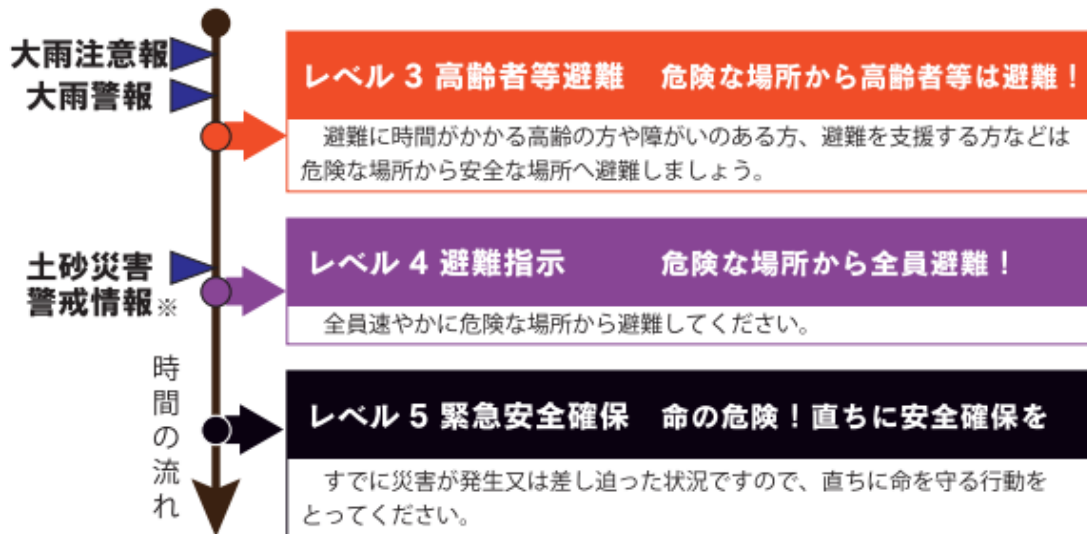 大雨注意報
大雨警報
レベル 3 高齢者等避難　危険な場所から高齢者等は避難！
　避難に時間がかかる高齢の方や障がいのある方、避難を支援する方などは
危険な場所から安全な場所へ避難しましょう。
土砂災害
警戒情報※
レベル 4 避難指示　危険な場所から全員避難！
　全員速やかに危険な場所から避難してください。
時間の流れ
レベル 5 緊急安全確保　命の危険！直ちに安全確保を
　すでに災害が発生又は差し迫った状況ですので、直ちに命を守る行動を
とってください。